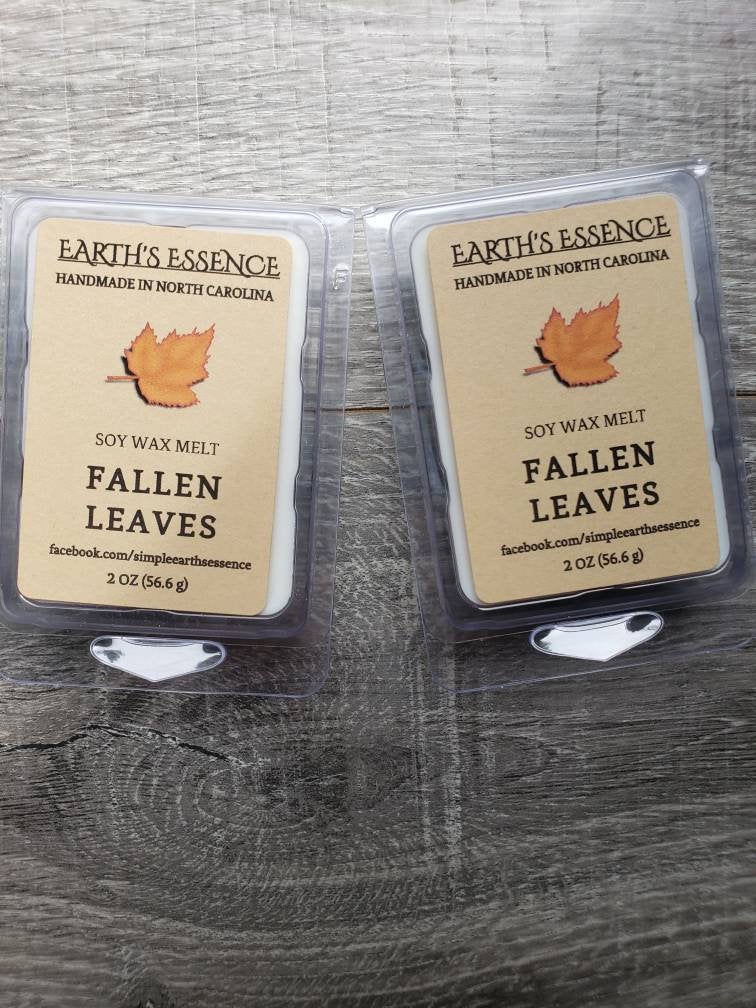 EARTH'S ESSENCE
HANDMADE IN NORTH CAROLINA
SOY WAX MELT
FALLEN
LEAVES
facebook.com/simpleearthsessence
2 OZ (56.6 g)
EARTH'S ESSENCE
HANDMADE IN NORTH CAROLINA
SOY WAX MELT
FALLEN
LEAVES
facebook.com/simpleearthsessence
2 OZ (56.6 g)